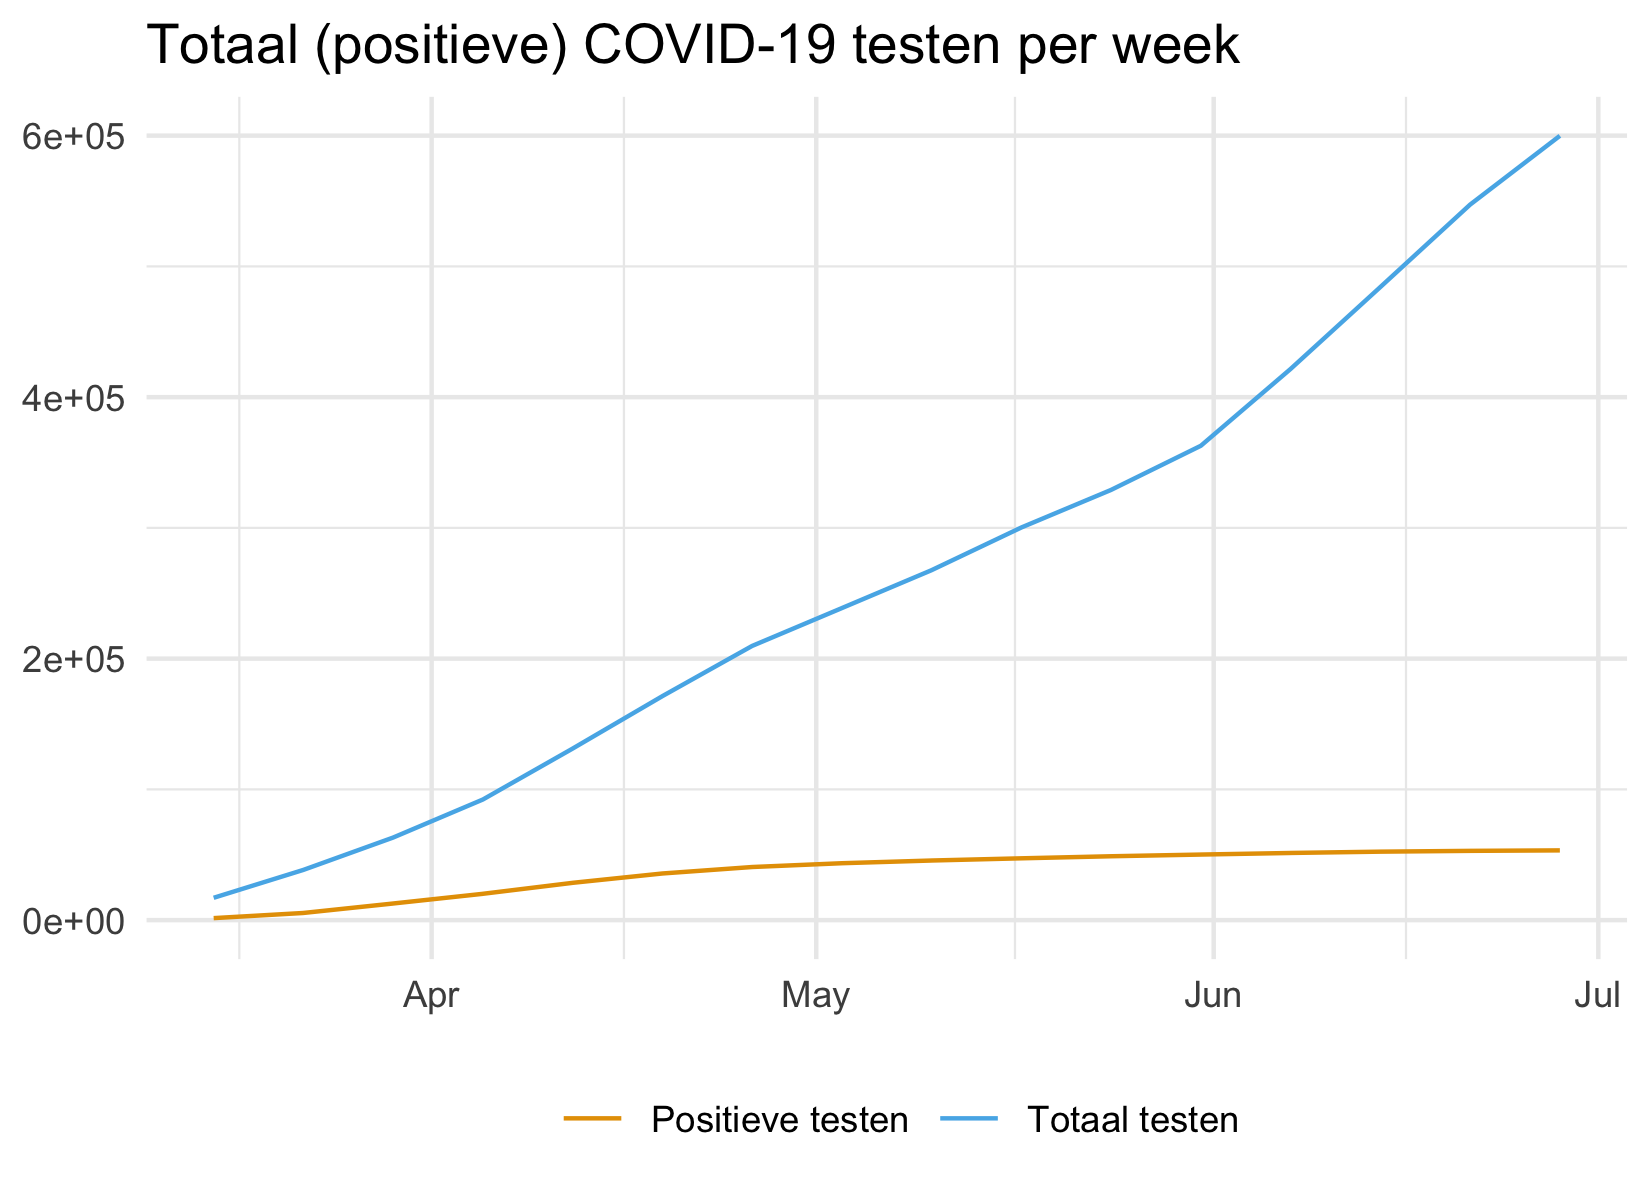 Totaal (positieve) COVID-19 testen per week
6e+05
4e+05
2e+05
0e+00
Apr May Jun Jul
Positieve testen Totaal testen